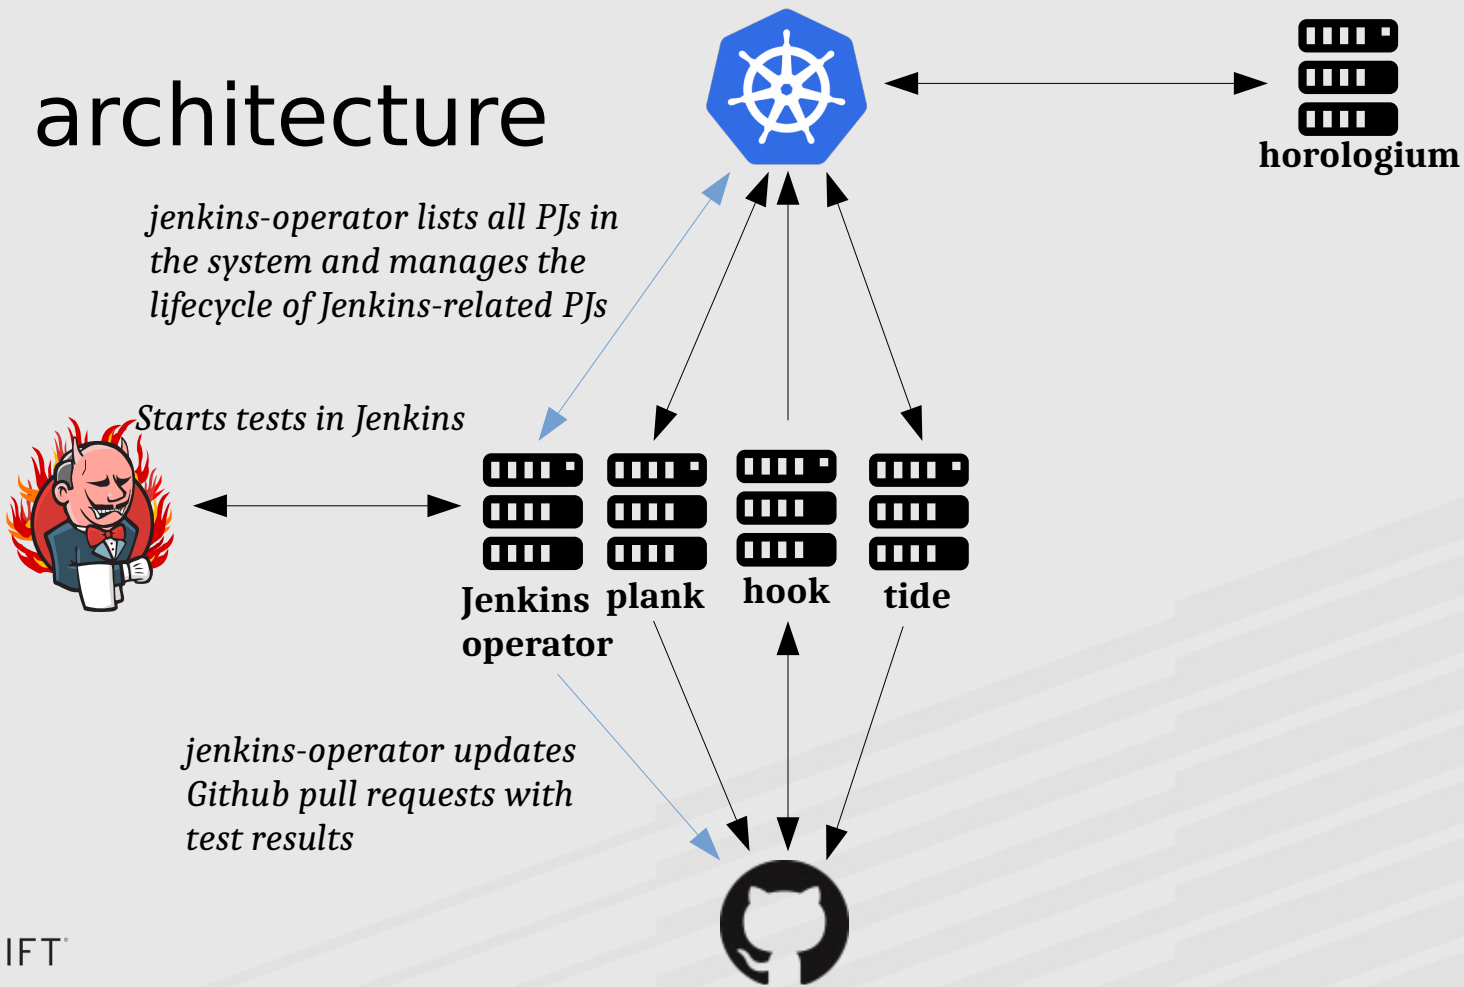 architecture
horologium
jenkins-operator lists all PJs in
the system and manages the
lifecycle of Jenkins-related PJs
Starts tests in Jenkins
Jenkins
operator
plank
hook
tide
jenkins-operator updates
Github pull requests with
test results
IFT